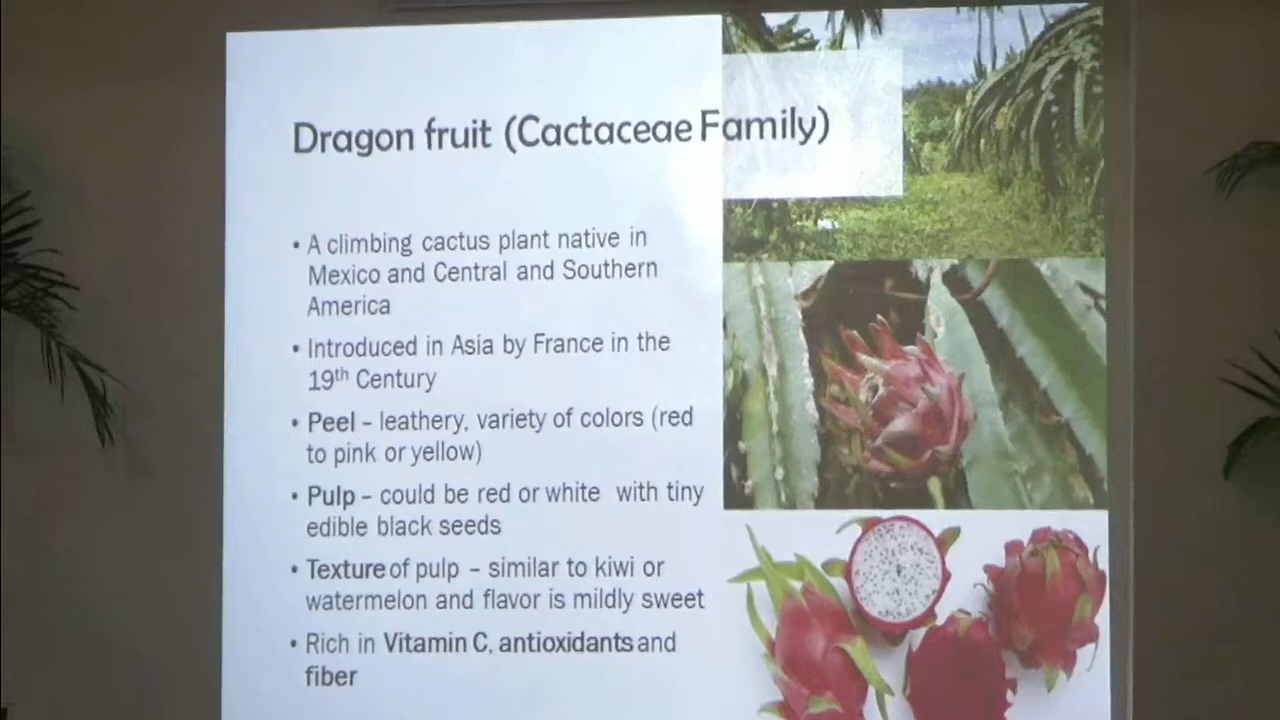 Dragon fruit (Cactaceae Family)
• A climbing cactus plant native in
Mexico and Central and Southern
America
• Introduced in Asia by France in the
19th Century
• Peel – leathery, variety of colors (red
to pink or yellow)
• Pulp – could be red or white with tiny
edible black seeds
• Texture of pulp – similar to kiwi or
watermelon and flavor is mildly sweet
• Rich in Vitamin C, antioxidants and
fiber